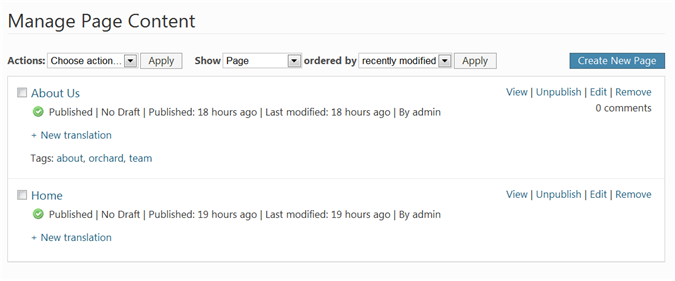 Manage Page Content
Actions: Choose action... Apply Show Page ordered by recently modified Apply Create New Page
About Us View | Unpublish | Edit | Remove
Published | No Draft | Published: 18 hours ago | Last modified: 18 hours ago | By admin 0 comments
+ New translation
Tags: about, orchard, team
Home View | Unpublish | Edit | Remove
Published | No Draft | Published: 19 hours ago | Last modified: 19 hours ago | By admin
+ New translation